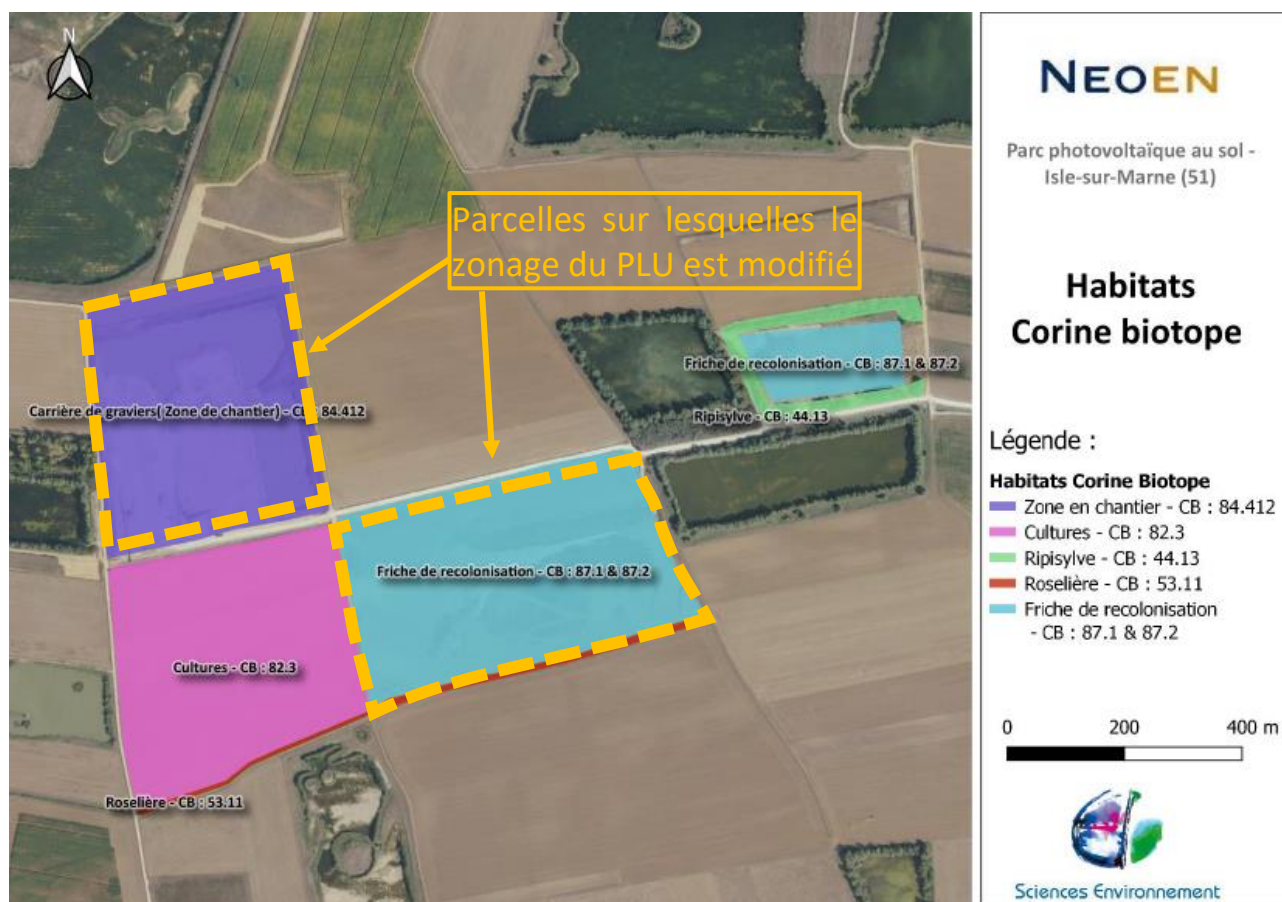 N
Parcelles sur lesquelles le
zonage du PLU est modifié
Friche de recolonisation - CB : 87.1 & 87.2
Carrière de graviers( Zone de chantier) - CB : 84.412
Ripisylve - CB : 44.13
Friche de recolonisation - CB : 87.1 & 87.2
Cultures - CB : 82.3
Roselière - CB : 53.11
NEOEN
Parc photovoltaïque au sol -
Isle-sur-Marne (51)
Habitats
Corine biotope
Légende :
Habitats Corine Biotope
Zone en chantier - CB : 84.412
Cultures - CB : 82.3
Ripisylve - CB : 44.13
Roselière - CB : 53.11
Friche de recolonisation
- CB : 87.1 & 87.2
0 200 400 m
Sciences Environnement